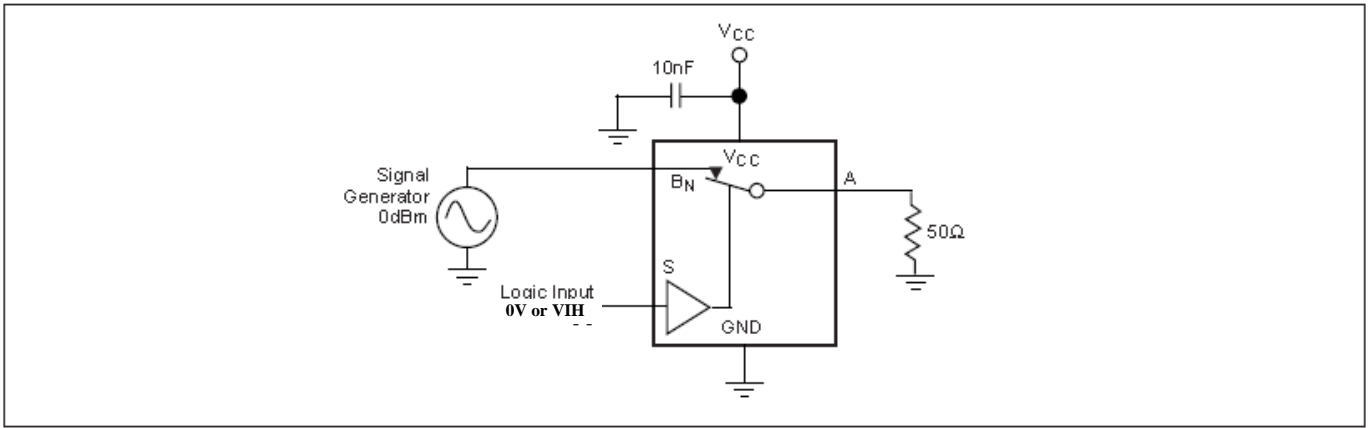 VCC
10nF
VCC
BN
A
Signal
Generator
0dBm
50Ω
S
Logic Input
0V or VIH
GND